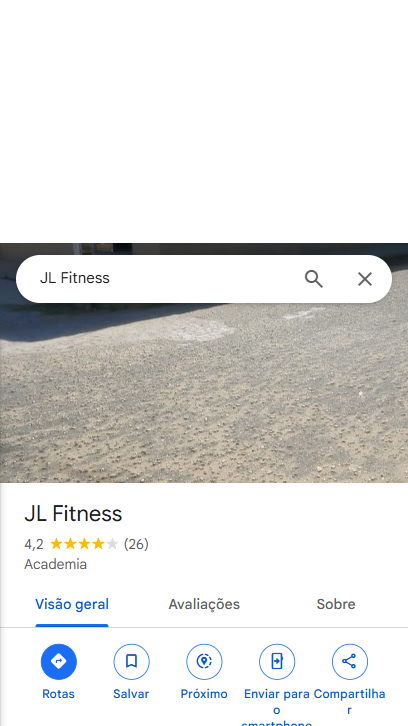 JL Fitness
JL Fitness
4,2 (26)
Academia
Visão geral Avaliações Sobre
Rotas Salvar Próximo Enviar para o smartphone Compartilhar